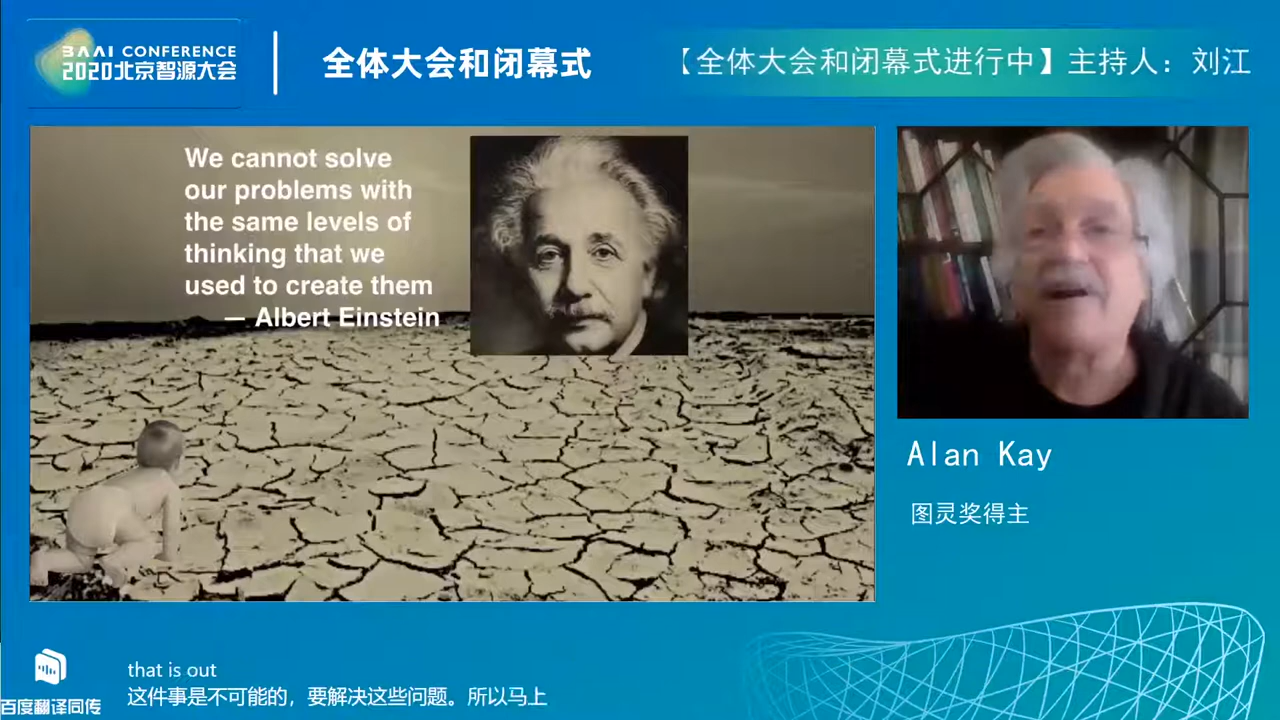 BAAI CONFERENCE
2020北京智源大会
全体大会和闭幕式
【全体大会和闭幕式进行中】主持人：刘江
We cannot solve
our problems with
the same levels of
thinking that we
used to create them
— Albert Einstein
Alan Kay
图灵奖得主
百度翻译同传
that is out
这件事是不可能的，要解决这些问题。所以马上